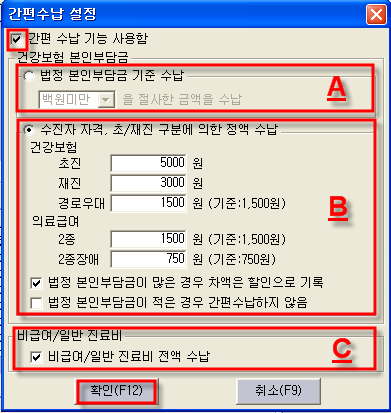 간편수납 설정
간편 수납 기능 사용함
건강보험 본인부담금
법정 본인부담금 기준 수납
백원미만 을 절사한 금액을 수납
A
수진자 자격, 초/재진 구분에 의한 정액 수납
건강보험
초진 5000 원
재진 3000 원
경로우대 1500 원 (기준:1,500원)
B
의료급여
2종 1500 원 (기준:1,500원)
2종장애 750 원 (기준:750원)
법정 본인부담금이 많은 경우 차액은 할인으로 기록
법정 본인부담금이 적은 경우 간편수납하지 않음
비급여/일반 진료비
비급여/일반 진료비 전액 수납
C
확인(F12) 취소(F9)